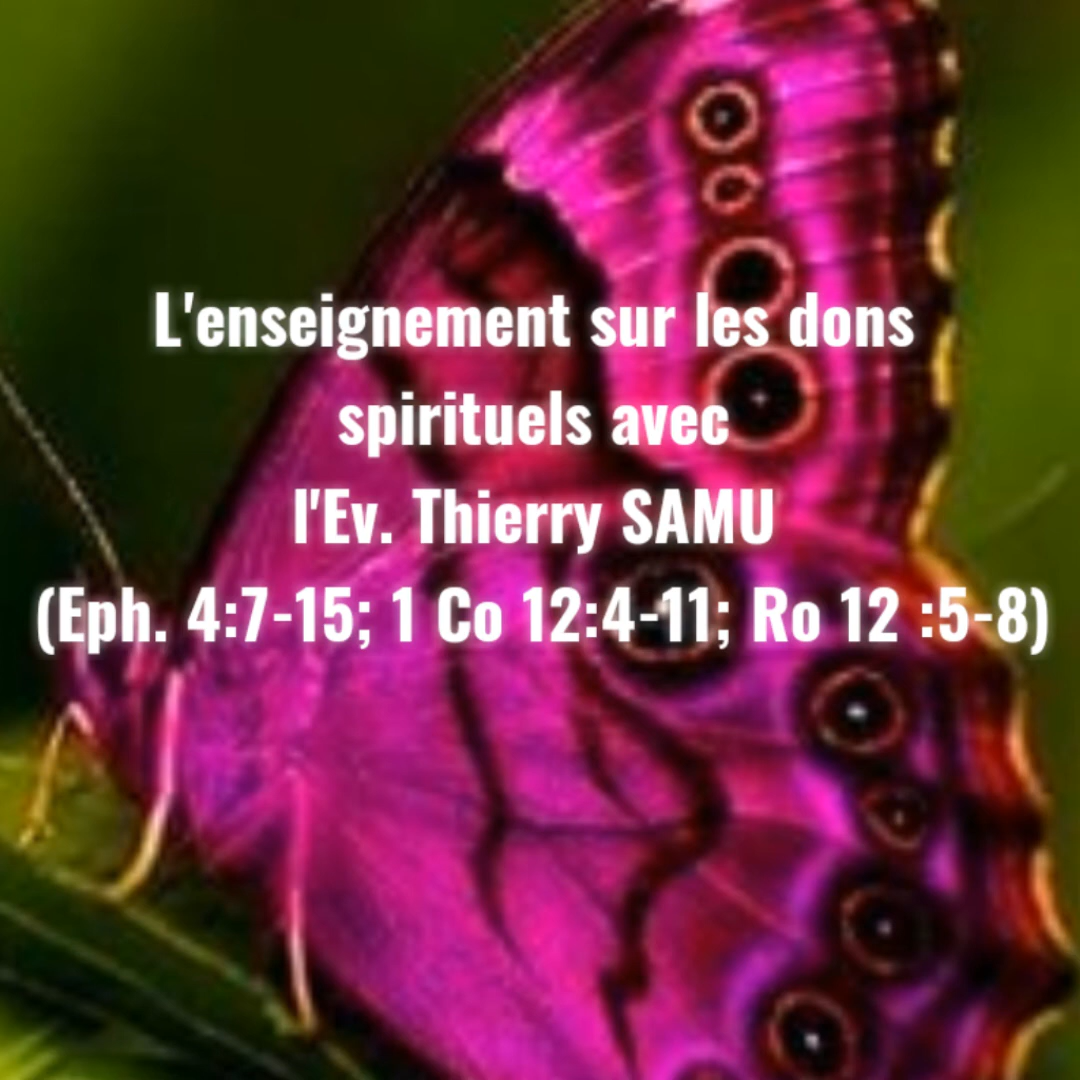 L'enseignement sur les dons
spirituels avec
l'Ev. Thierry SAMU
(Eph. 4:7-15; 1 Co 12:4-11; Ro 12 :5-8)